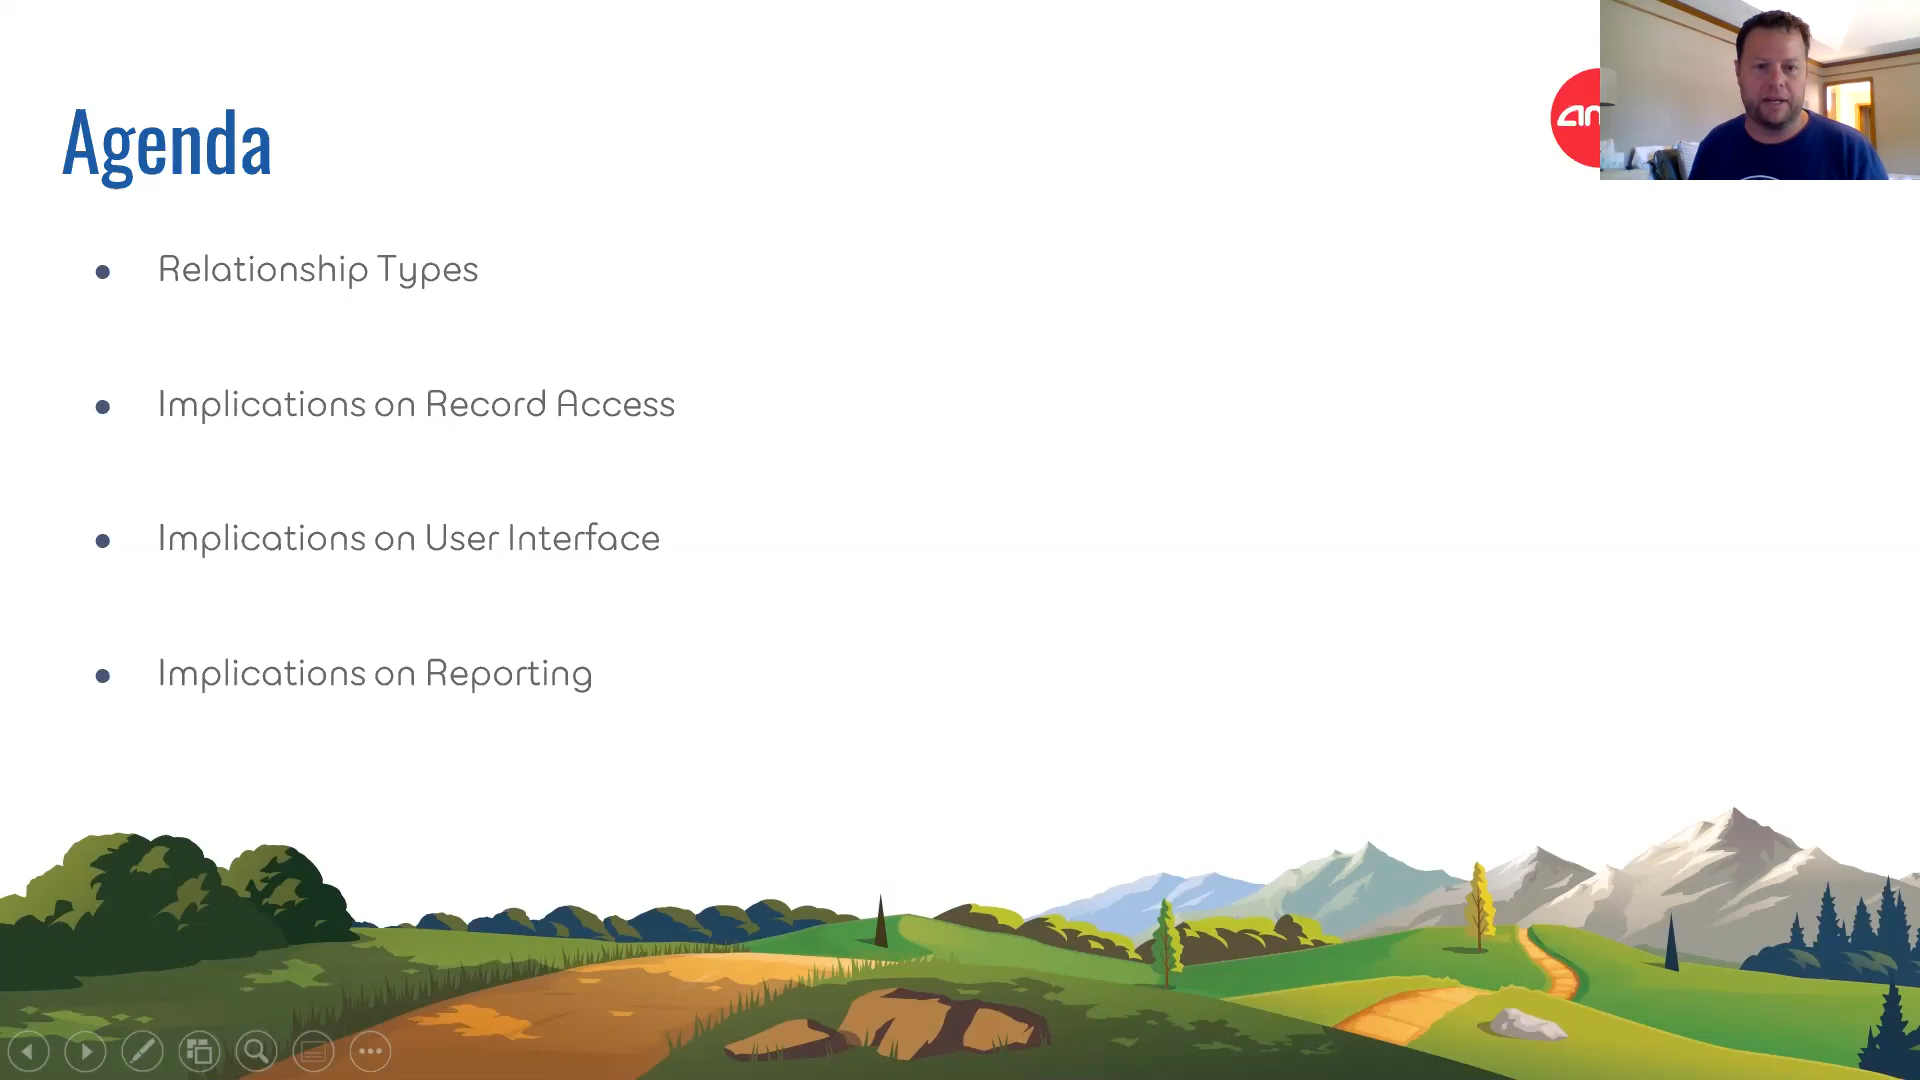 Agenda
Relationship Types
Implications on Record Access
Implications on User Interface
Implications on Reporting